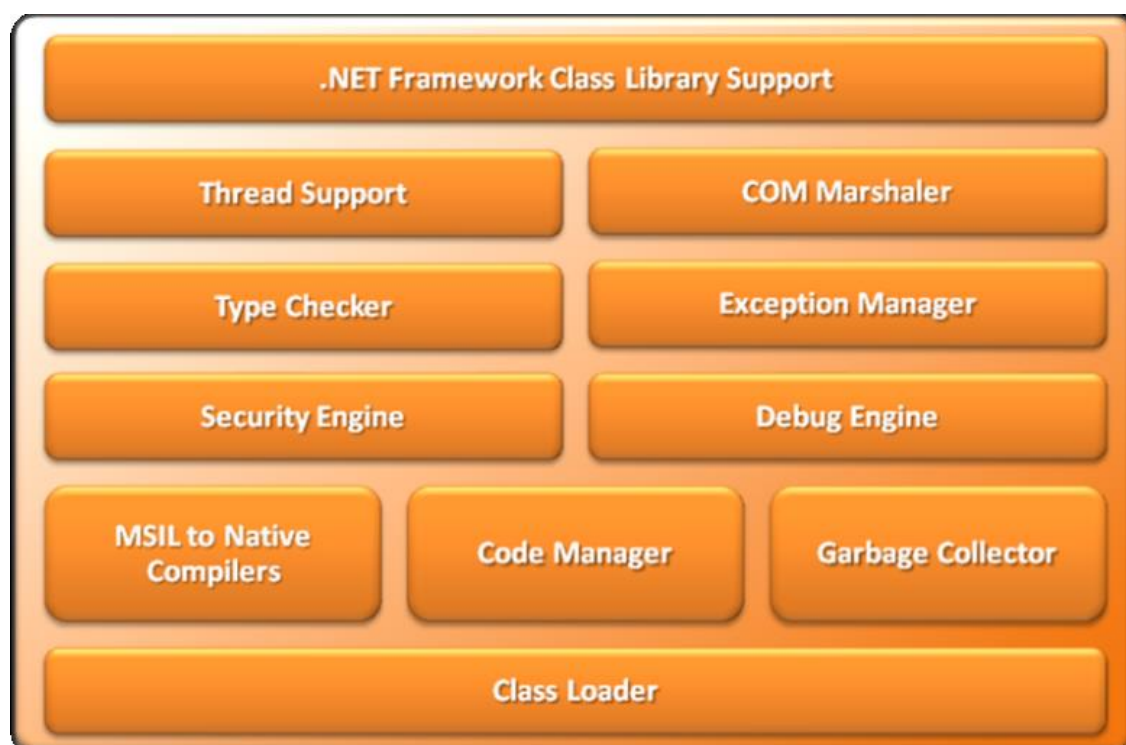 .NET Framework Class Library Support
Thread Support
COM Marshaler
Type Checker
Exception Manager
Security Engine
Debug Engine
MSIL to Native
Compilers
Code Manager
Garbage Collector
Class Loader